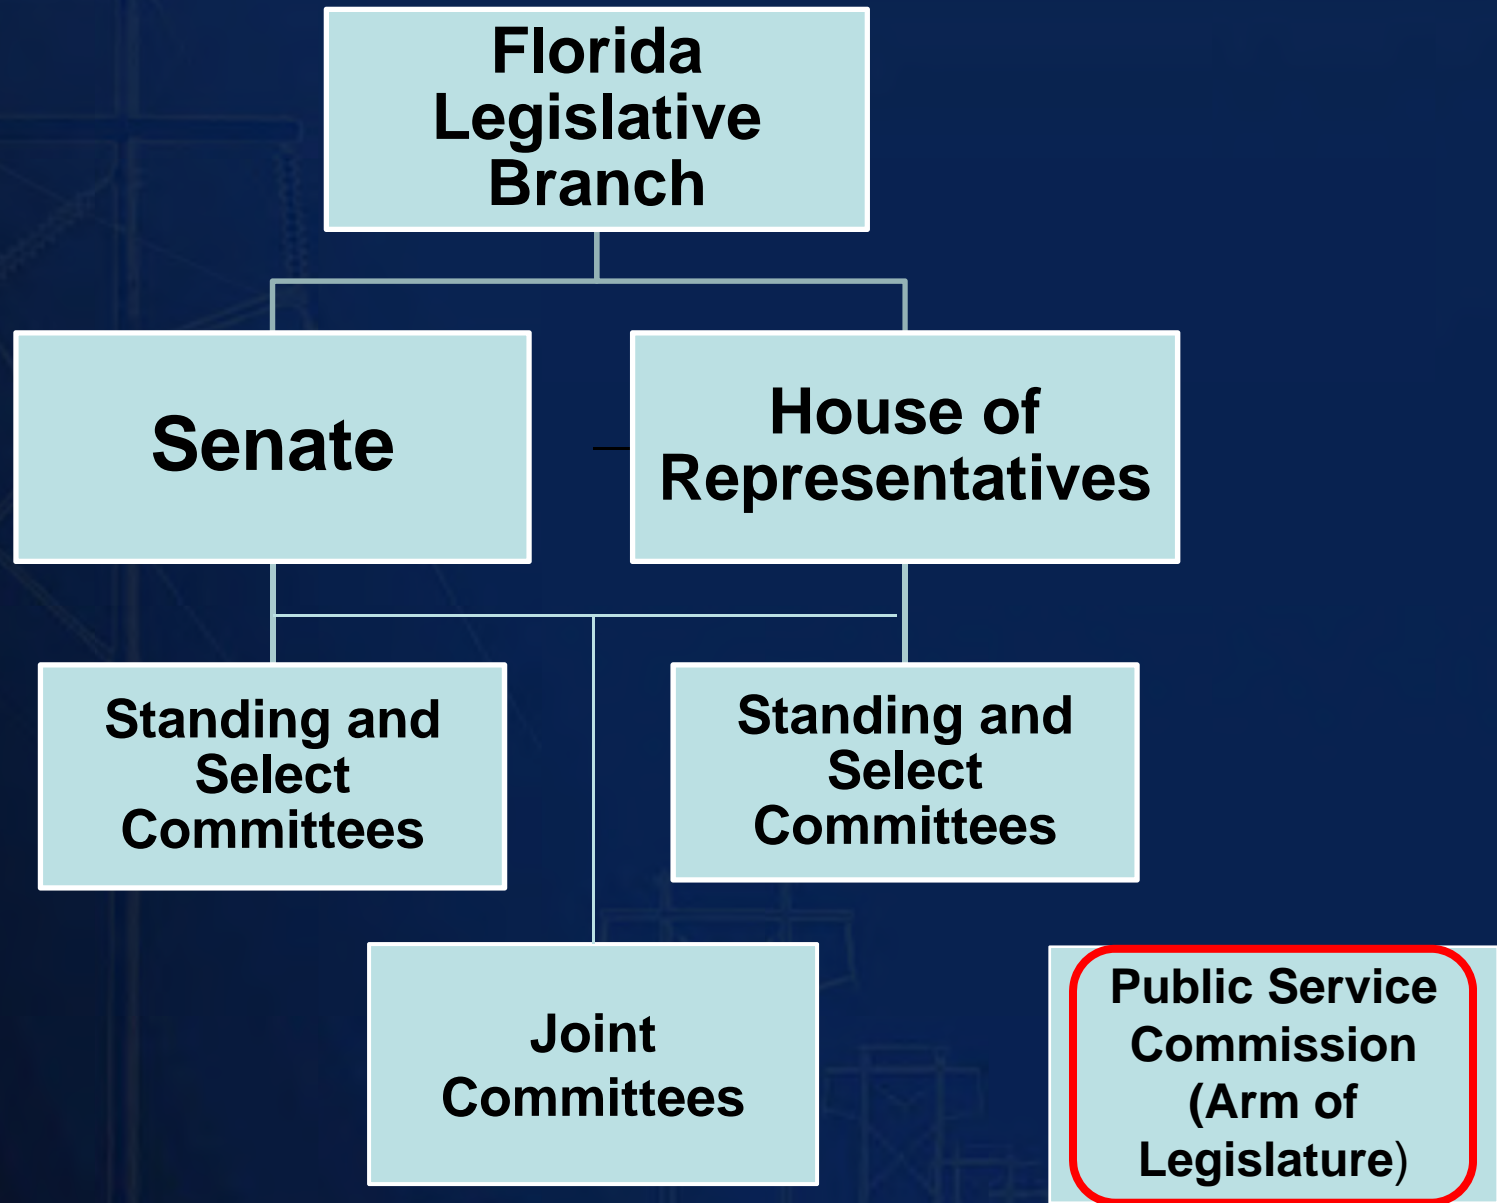 Florida
Legislative
Branch
Senate
House of
Representatives
Standing and
Select
Committees
Standing and
Select
Committees
Joint
Committees
Public Service
Commission
(Arm of
Legislature)